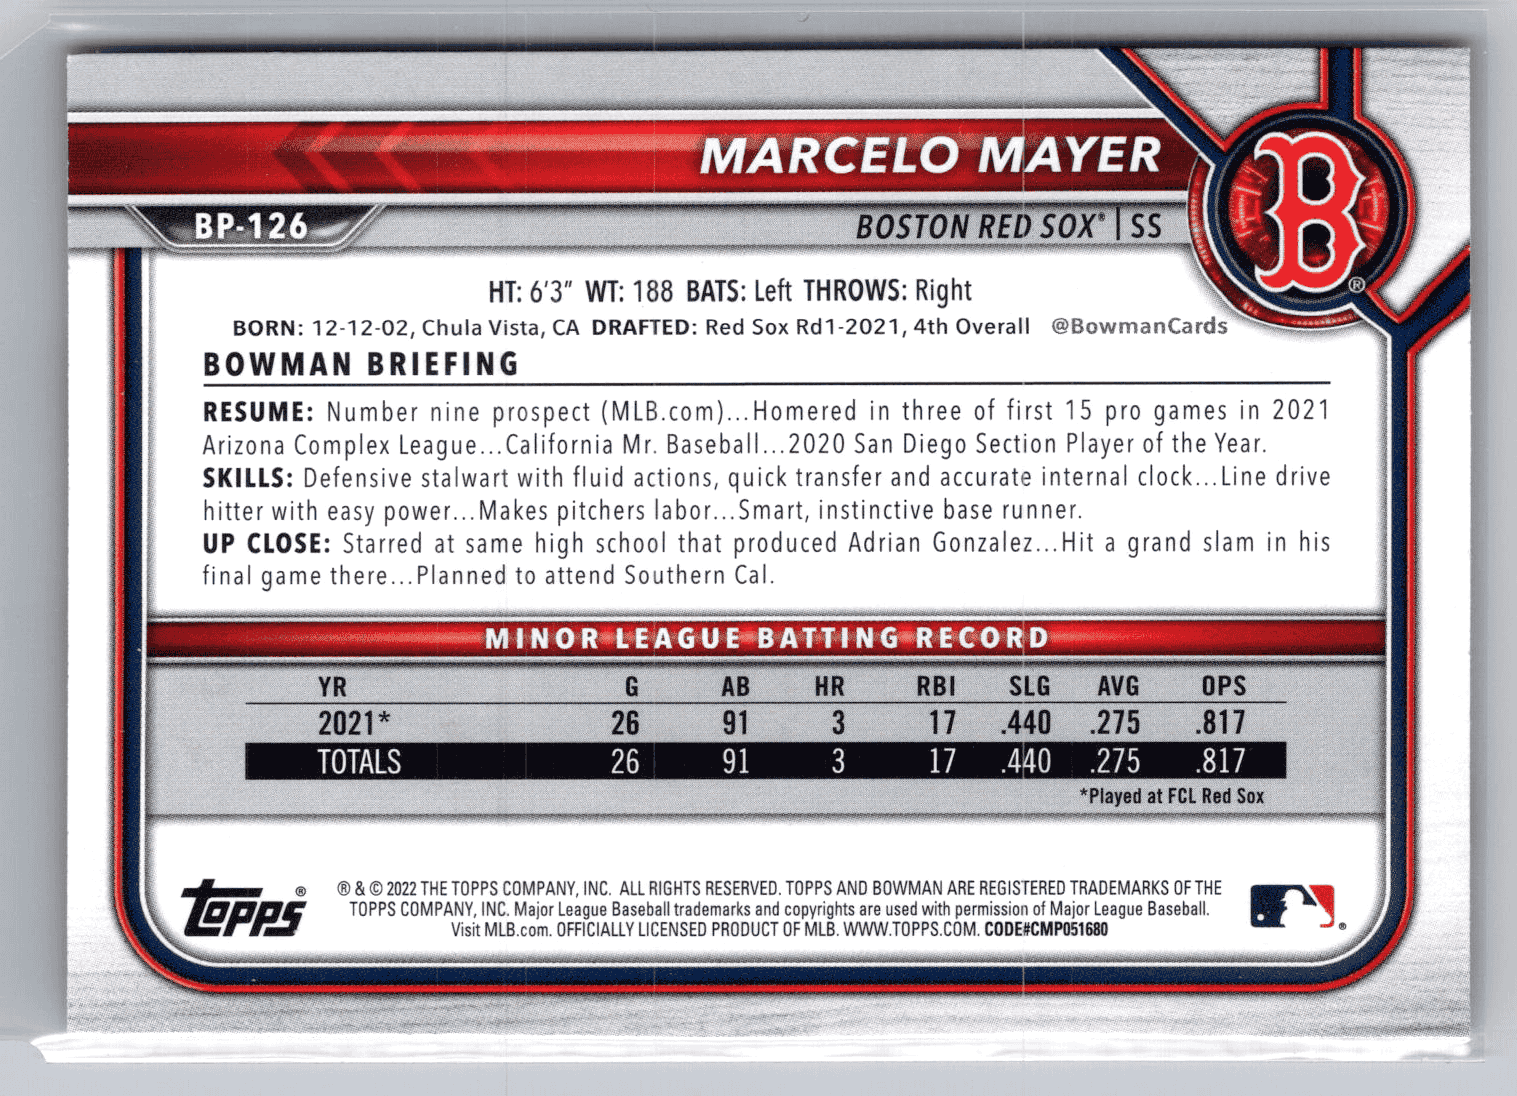 MARCELO MAYER
BP-126
BOSTON RED SOX® | SS
B
®
HT: 6'3" WT: 188 BATS: Left THROWS: Right
BORN: 12-12-02, Chula Vista, CA DRAFTED: Red Sox Rd1-2021, 4th Overall @BowmanCards
BOWMAN BRIEFING
RESUME: Number nine prospect (MLB.com)...Homered in three of first 15 pro games in 2021
Arizona Complex League...California Mr. Baseball...2020 San Diego Section Player of the Year.
SKILLS: Defensive stalwart with fluid actions, quick transfer and accurate internal clock...Line drive
hitter with easy power...Makes pitchers labor...Smart, instinctive base runner.
UP CLOSE: Starred at same high school that produced Adrian Gonzalez...Hit a grand slam in his
final game there...Planned to attend Southern Cal.
MINOR LEAGUE BATTING RECORD
YR G AB HR RBI SLG AVG OPS
2021* 26 91 3 17 .440 .275 .817
TOTALS 26 91 3 17 .440 .275 .817
*Played at FCL Red Sox
topps®
® & © 2022 THE TOPPS COMPANY, INC. ALL RIGHTS RESERVED. TOPPS AND BOWMAN ARE REGISTERED TRADEMARKS OF THE
TOPPS COMPANY, INC. Major League Baseball trademarks and copyrights are used with permission of Major League Baseball.
Visit MLB.com. OFFICIALLY LICENSED PRODUCT OF MLB. WWW.TOPPS.COM. CODE#CMP051680
®